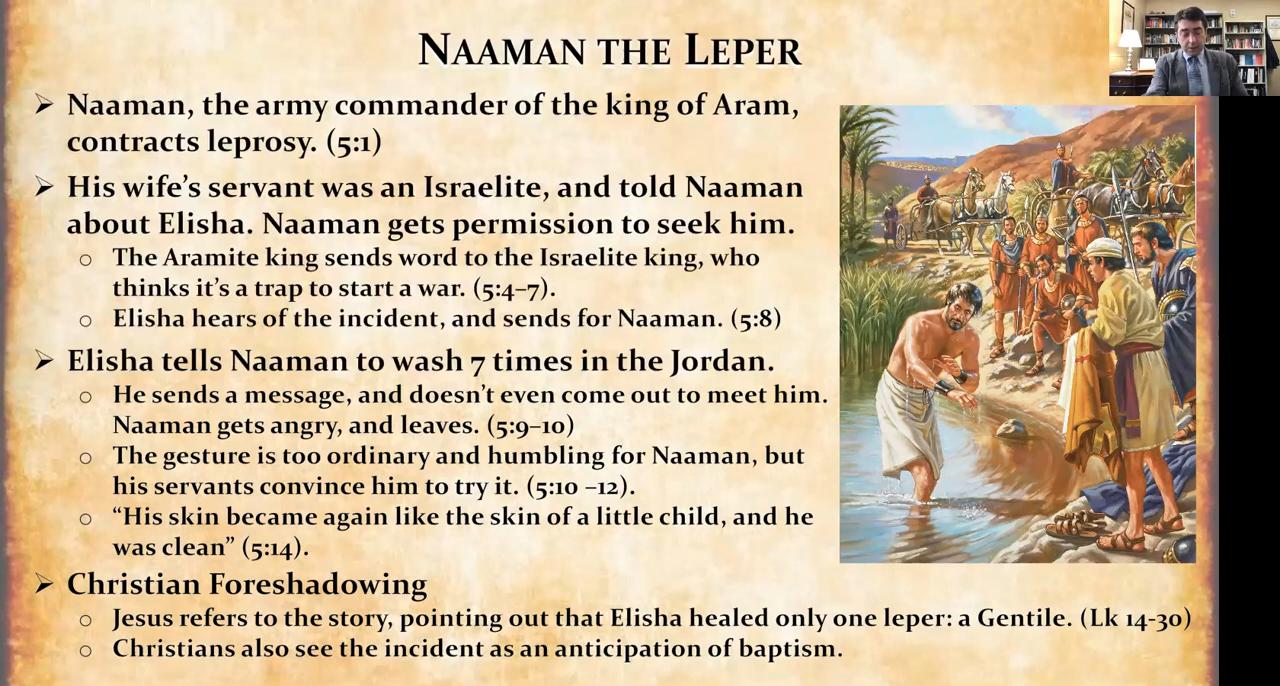 NAAMAN THE LEPER
➢ Naaman, the army commander of the king of Aram,
contracts leprosy. (5:1)
➢ His wife’s servant was an Israelite, and told Naaman
about Elisha. Naaman gets permission to seek him.
○ The Aramite king sends word to the Israelite king, who
thinks it’s a trap to start a war. (5:4–7).
○ Elisha hears of the incident, and sends for Naaman. (5:8)
➢ Elisha tells Naaman to wash 7 times in the Jordan.
○ He sends a message, and doesn’t even come out to meet him.
Naaman gets angry, and leaves. (5:9–10)
○ The gesture is too ordinary and humbling for Naaman, but
his servants convince him to try it. (5:10 –12).
○ “His skin became again like the skin of a little child, and he
was clean” (5:14).
➢ Christian Foreshadowing
○ Jesus refers to the story, pointing out that Elisha healed only one leper: a Gentile. (Lk 14-30)
○ Christians also see the incident as an anticipation of baptism.